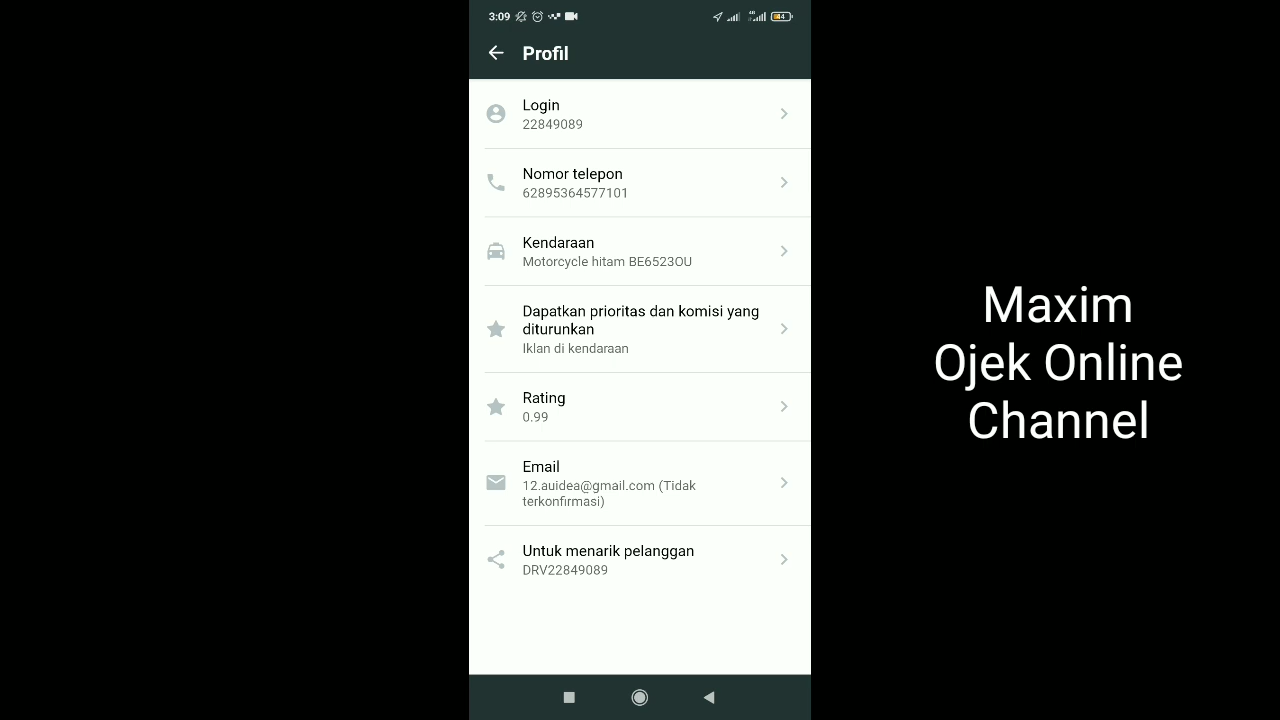 3:09
Profil
Login
22849089
Nomor telepon
62895364577101
Kendaraan
Motorcycle hitam BE6523OU
Dapatkan prioritas dan komisi yang
diturunkan
Iklan di kendaraan
Rating
0.99
Email
12.auidea@gmail.com (Tidak
terkonfirmasi)
Untuk menarik pelanggan
DRV22849089
Maxim
Ojek Online
Channel